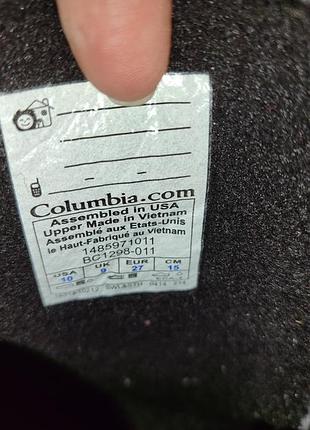 Columbia.com
Assembled in USA
Upper Made in Vietnam
Assemblé aux Etats-Unis
le Haut-Fabriqué au Vietnam
1485971011
BC1298-011
USA UK EUR CM
10 9 27 15
0414